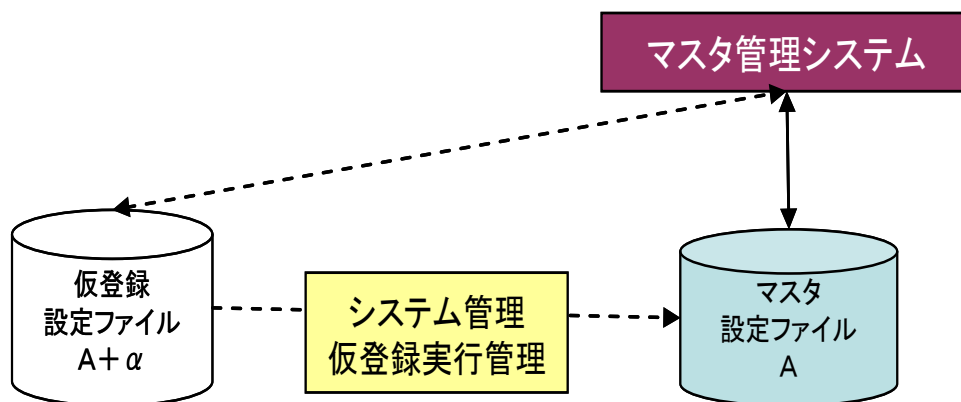 マスタ管理システム
仮登録
設定ファイル
A+α
システム管理
仮登録実行管理
マスタ
設定ファイル
A